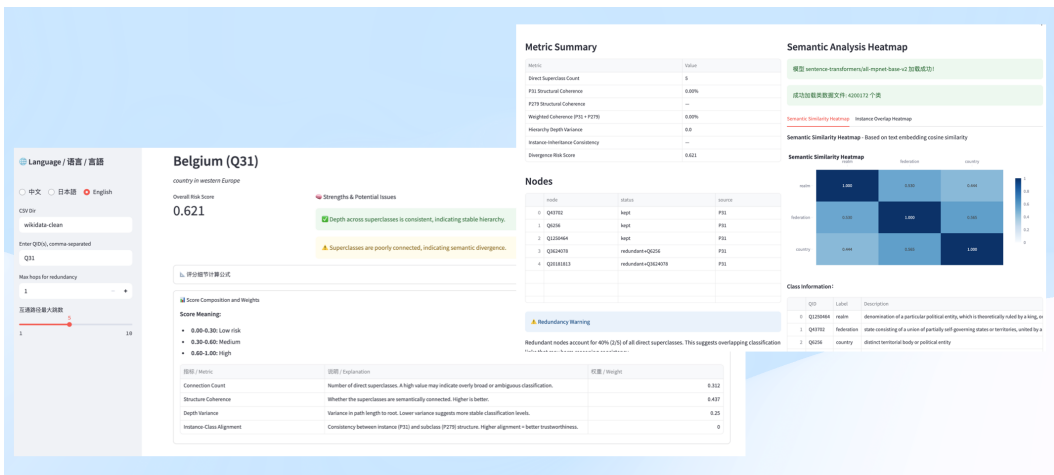 Language / 语言 / 言語
中文
日本語
English
CSV Dir
wikidata-clean
Enter QID(s), comma-separated
Q31
Max hops for redundancy
1
- +
互通路径最大跳数
5
1 10
Belgium (Q31)
country in western Europe
Overall Risk Score
0.621
Strengths & Potential Issues
Depth across superclasses is consistent, indicating stable hierarchy.
Superclasses are poorly connected, indicating semantic divergence.
评分细节计算公式
Score Composition and Weights
Score Meaning:
• 0.00-0.30: Low risk
• 0.30-0.60: Medium
• 0.60-1.00: High
指标 / Metric 说明 / Explanation 权重 / Weight
Connection Count Number of direct superclasses. A high value may indicate overly broad or ambiguous classification. 0.312
Structure Coherence Whether the superclasses are semantically connected. Higher is better. 0.437
Depth Variance Variance in path length to root. Lower variance suggests more stable classification levels. 0.25
Instance-Class Alignment Consistency between instance (P31) and subclass (P279) structure. Higher alignment = better trustworthiness. 0
Metric Summary
Metric Value
Direct Superclass Count 5
P31 Structural Coherence 0.00%
P279 Structural Coherence —
Weighted Coherence (P31 + P279) 0.00%
Hierarchy Depth Variance 0.0
Instance-Inheritance Consistency —
Divergence Risk Score 0.621
Nodes
node status source
0 Q43702 kept P31
1 Q6256 kept P31
2 Q1250464 kept P31
3 Q3624078 redundant→Q6256 P31
4 Q20181813 redundant→Q3624078 P31
Redundancy Warning
Redundant nodes account for 40% (2/5) of all direct superclasses. This suggests overlapping classification
Semantic Analysis Heatmap
模型 sentence-transformers/all-mpnet-base-v2 加载成功!
成功加载类数据文件: 4200172 个类
Semantic Similarity Heatmap Instance Overlap Heatmap
Semantic Similarity Heatmap - Based on text embedding cosine similarity
Semantic Similarity Heatmap
realm federation country
realm 1.000 0.444
federation 1.000
country 0.444 1.000
1
0.8
0.6
0.4
0.2
0
Class Information:
QID Label Description
0 Q1250464 realm denomination of a particular political entity, which is theoretically ruled by a king, or
1 Q43702 federation state consisting of a union of partially self-governing states or territories, united by a
2 Q6256 country distinct territorial body or political entity